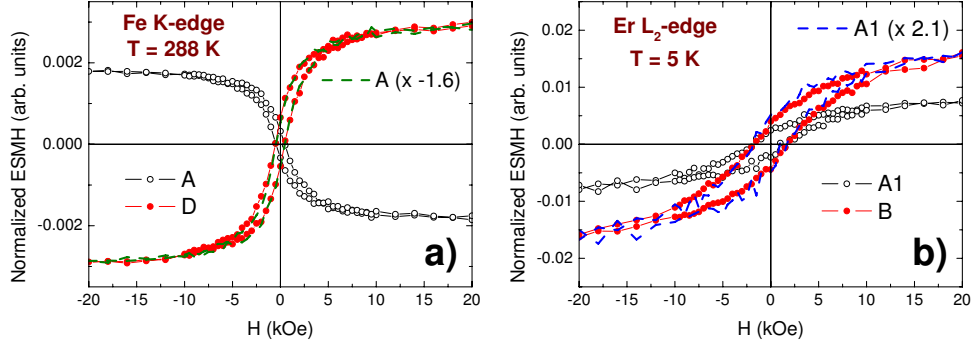 Fe K-edge
T = 288 K
A (x -1.6)
A
D
a)
Normalized ESMH (arb. units)
0.002
0.000
-0.002
-20 -15 -10 -5 0 5 10 15 20
H (kOe)
Er L2-edge
T = 5 K
A1 (x 2.1)
A1
B
b)
Normalized ESMH (arb. units)
0.02
0.01
0.00
-0.01
-0.02
-20 -15 -10 -5 0 5 10 15 20
H (kOe)